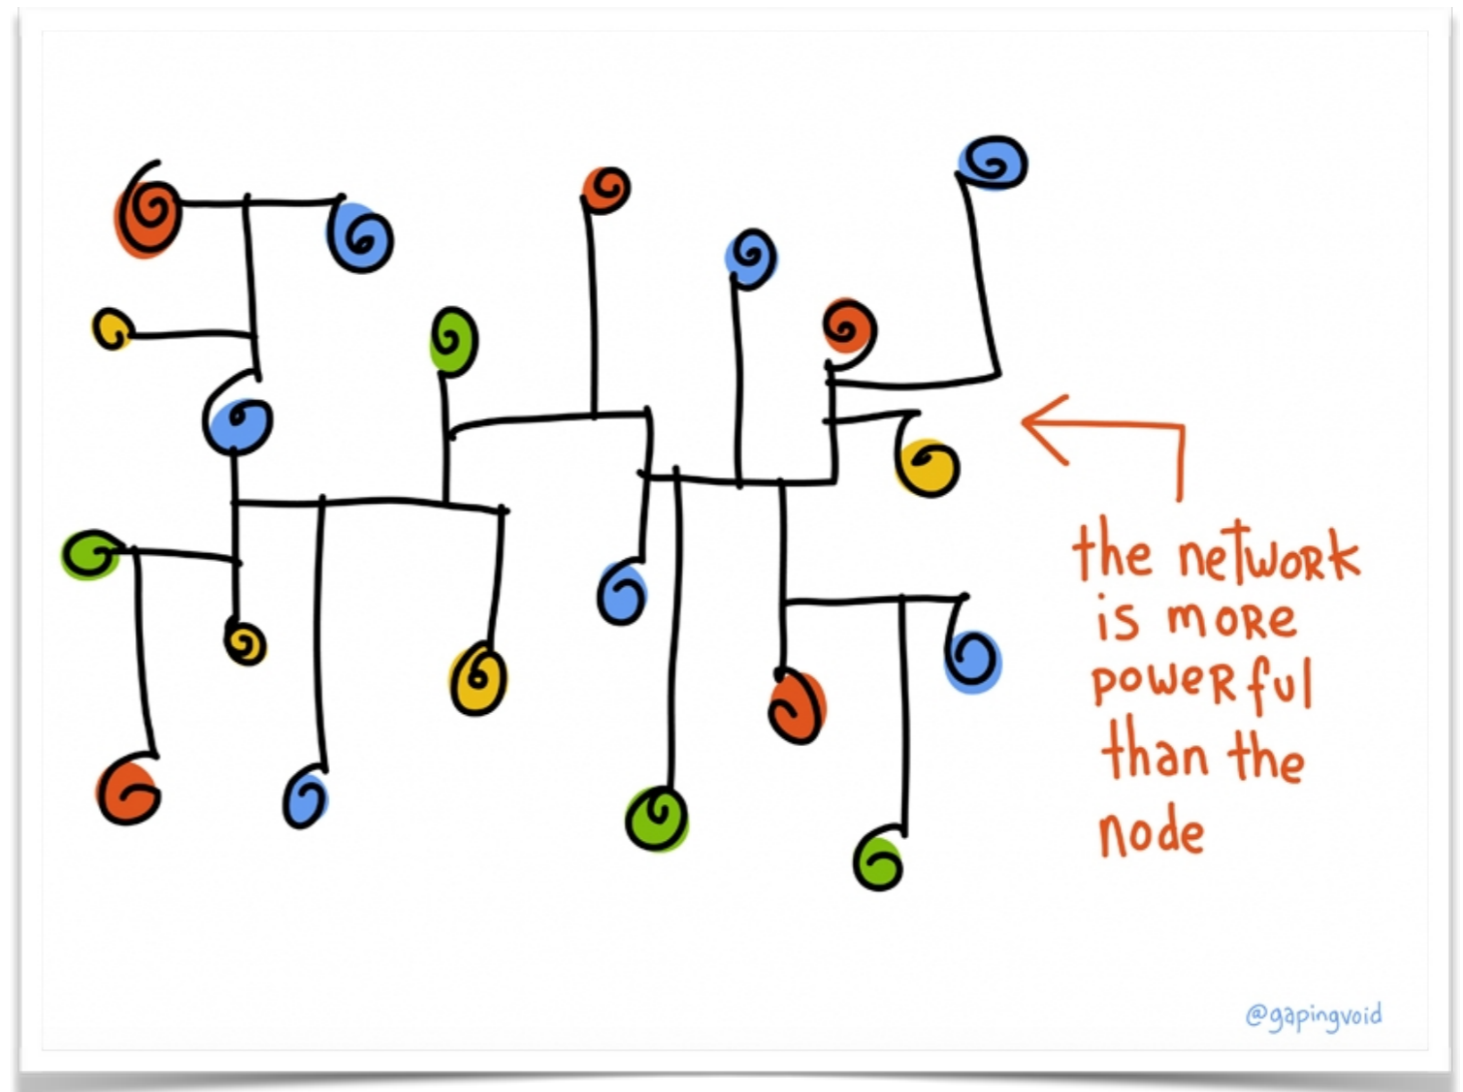 the network
is more
powerful
than the
node
@gapingvoid